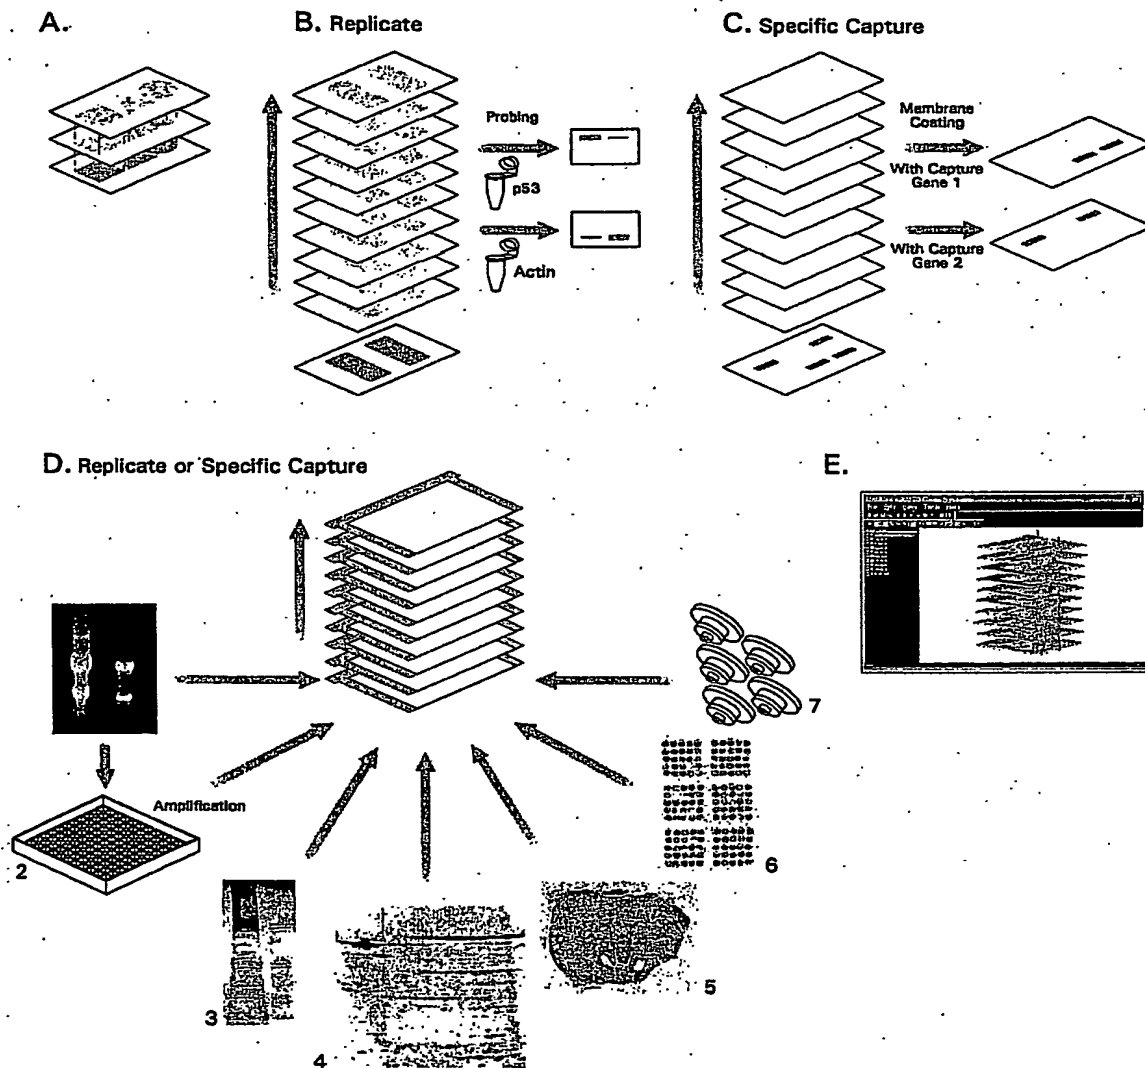 A.
B. Replicate
C. Specific Capture
Probing
p53
Actin
Membrane
Coating
With Capture
Gene 1
With Capture
Gene 2
D. Replicate or Specific Capture
E.
Amplification
2
3
4
5
6
7